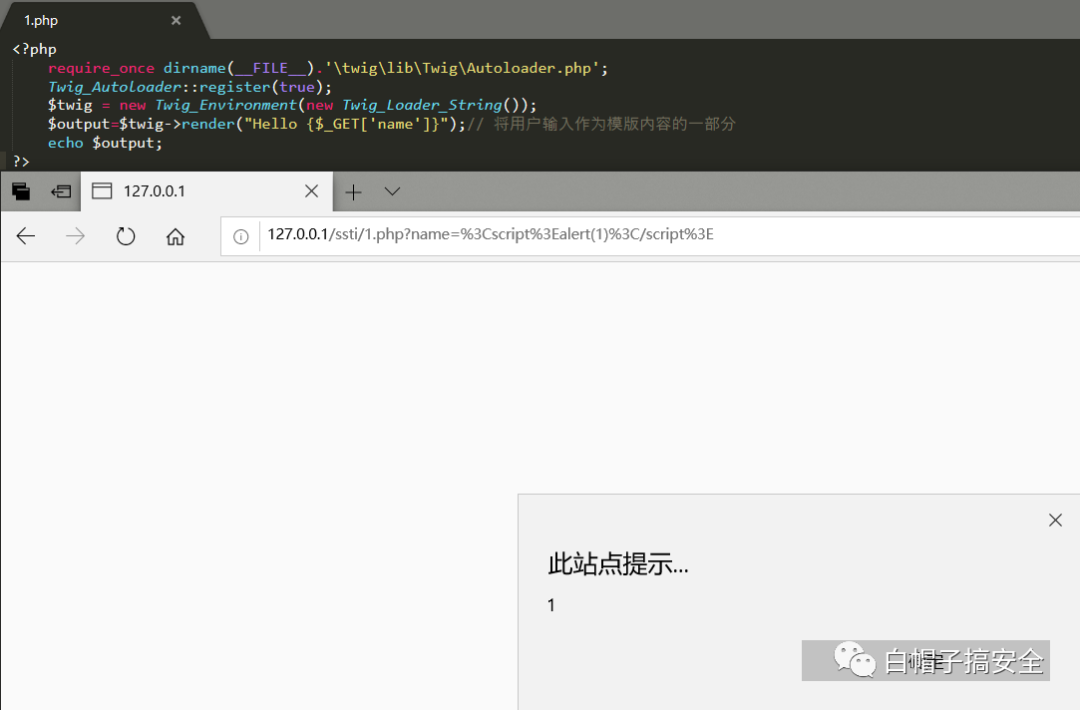 1.php
<?php
require_once dirname(__FILE__).'\twig\lib\Twig\Autoloader.php';
Twig_Autoloader::register(true);
$twig = new Twig_Environment(new Twig_Loader_String());
$output=$twig->render("Hello {$_GET['name']}");// 将用户输入作为模版内容的一部分
echo $output;
?>
127.0.0.1
127.0.0.1/ssti/1.php?name=%3Cscript%3Ealert(1)%3C/script%3E
此站点提示...
1
白帽子搞安全